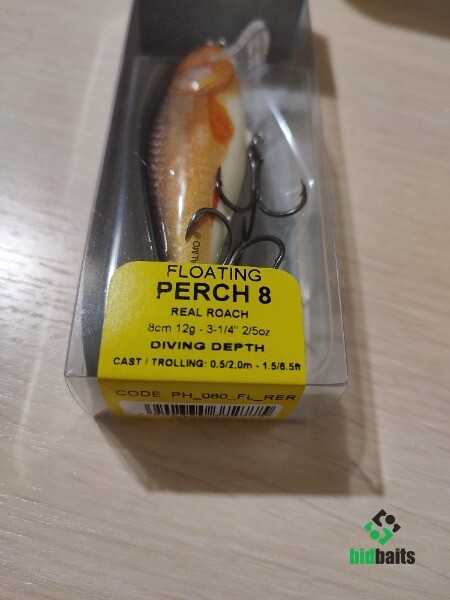 ALMO ®
FLOATING
PERCH 8
REAL ROACH
8cm 12g - 3-1/4" 2/5oz
DIVING DEPTH
CAST / TROLLING: 0.5/2.0m - 1.5/6.5ft
CODE: PH_080_FL_RER
bidbaits